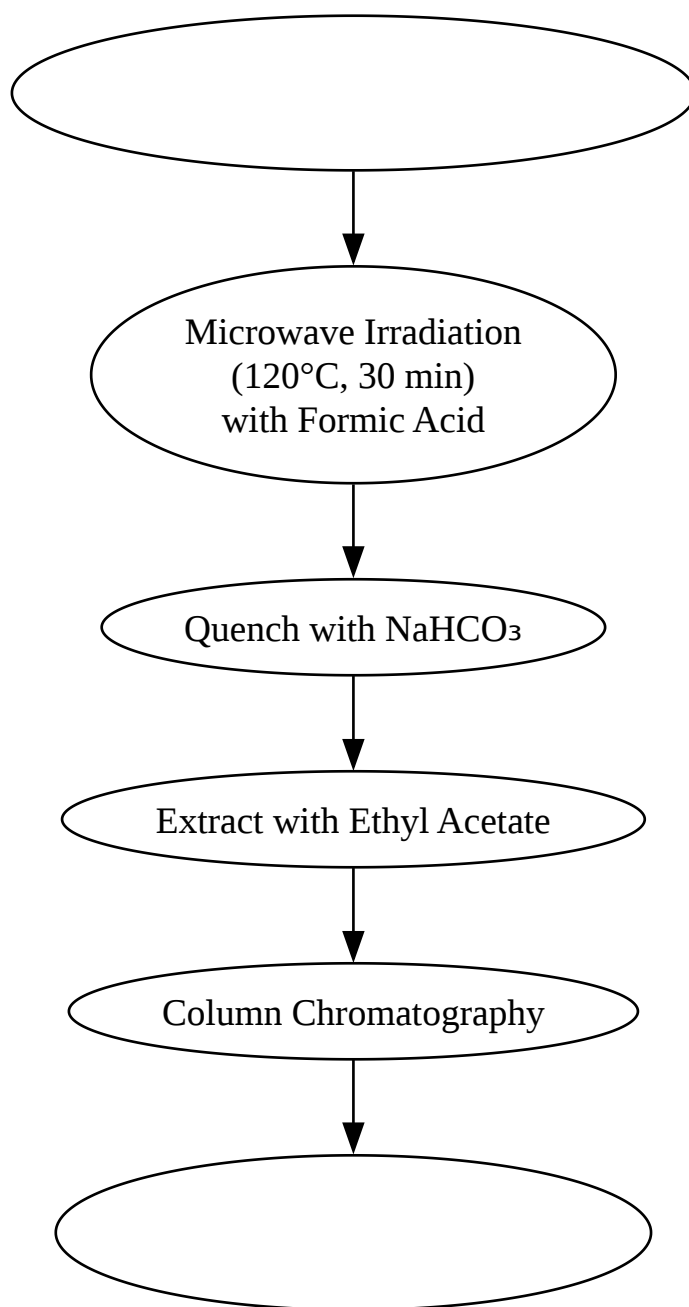 Microwave Irradiation
(120°C, 30 min)
with Formic Acid
Quench with NaHCO₃
Extract with Ethyl Acetate
Column Chromatography